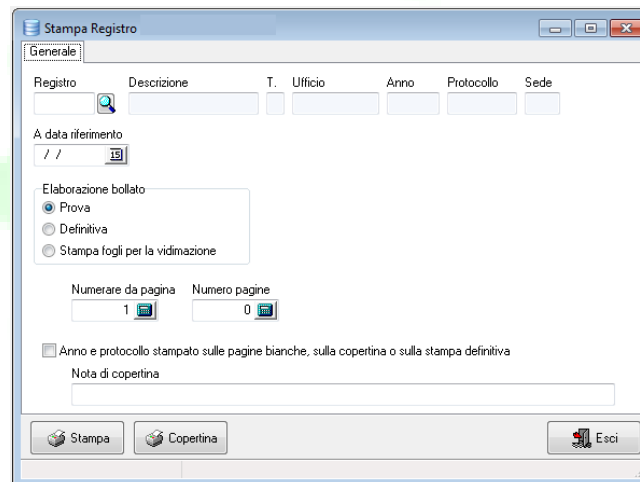 Stampa Registro
Generale
Registro Descrizione T. Ufficio Anno Protocollo Sede
A data riferimento
/ / 15
Elaborazione bollato
Prova
Definitiva
Stampa fogli per la vidimazione
Numerare da pagina Numero pagine
1 0
Anno e protocollo stampato sulle pagine bianche, sulla copertina o sulla stampa definitiva
Nota di copertina
Stampa Copertina Esci